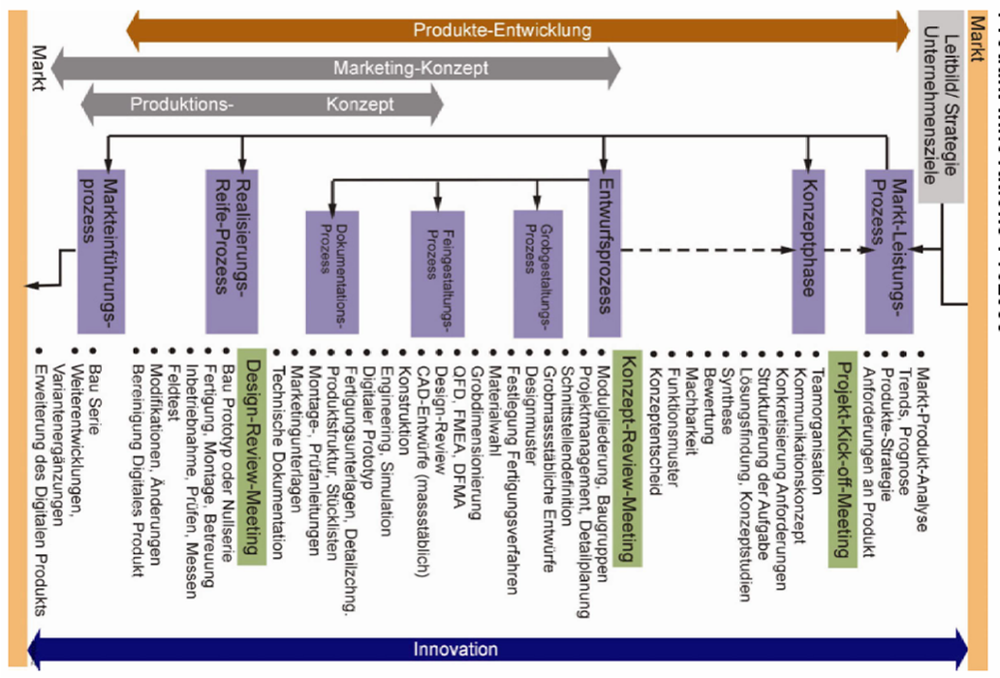 Markt
Leitbild/ Strategie
Unternehmensziele
Produkte-Entwicklung
Marketing-Konzept
Produktions- Konzept
Markt-Leistungs-
Prozess
• Markt-Produkt-Analyse
• Trends, Prognose
• Produkte-Strategie
• Anforderungen an Produkt
Projekt-Kick-off-Meeting
Konzeptphase
• Teamorganisation
• Kommunikationskonzept
• Konkretisierung Anforderungen
• Strukturierung der Aufgabe
• Lösungsfindung, Konzeptstudien
• Synthese
• Bewertung
• Machbarkeit
• Funktionsmuster
• Konzeptentscheid
Konzept-Review-Meeting
Entwurfsprozess
• Modulgliederung, Baugruppen
• Projektmanagement, Detailplanung
• Schnittstellendefinition
Grobgestaltungs-
Prozess
• Grobmassstäbliche Entwürfe
• Designmuster
• Festlegung Fertigungsverfahren
• Materialwahl
• Grobdimensionierung
• QFD, FMEA, DFMA
• Design-Review
Feingestaltungs-
Prozess
• CAD-Entwürfe (massstäblich)
• Konstruktion
• Engineering, Simulation
• Digitaler Prototyp
Dokumentations-
Prozess
• Fertigungsunterlagen, Detailzchng.
• Produktstruktur, Stücklisten
• Montage-, Prüfanleitungen
• Marketingunterlagen
• Technische Dokumentation
Design-Review-Meeting
Realisierungs-
Reife-Prozess
• Bau Prototyp oder Nullserie
• Fertigung, Montage, Betreuung
• Inbetriebnahme, Prüfen, Messen
• Feldtest
• Modifikationen, Änderungen
• Bereinigung Digitales Produkt
Markteinführungs-
prozess
• Bau Serie
• Weiterentwicklungen,
Variantenergänzungen
• Erweiterung des Digitalen Produkts
Innovation
Markt